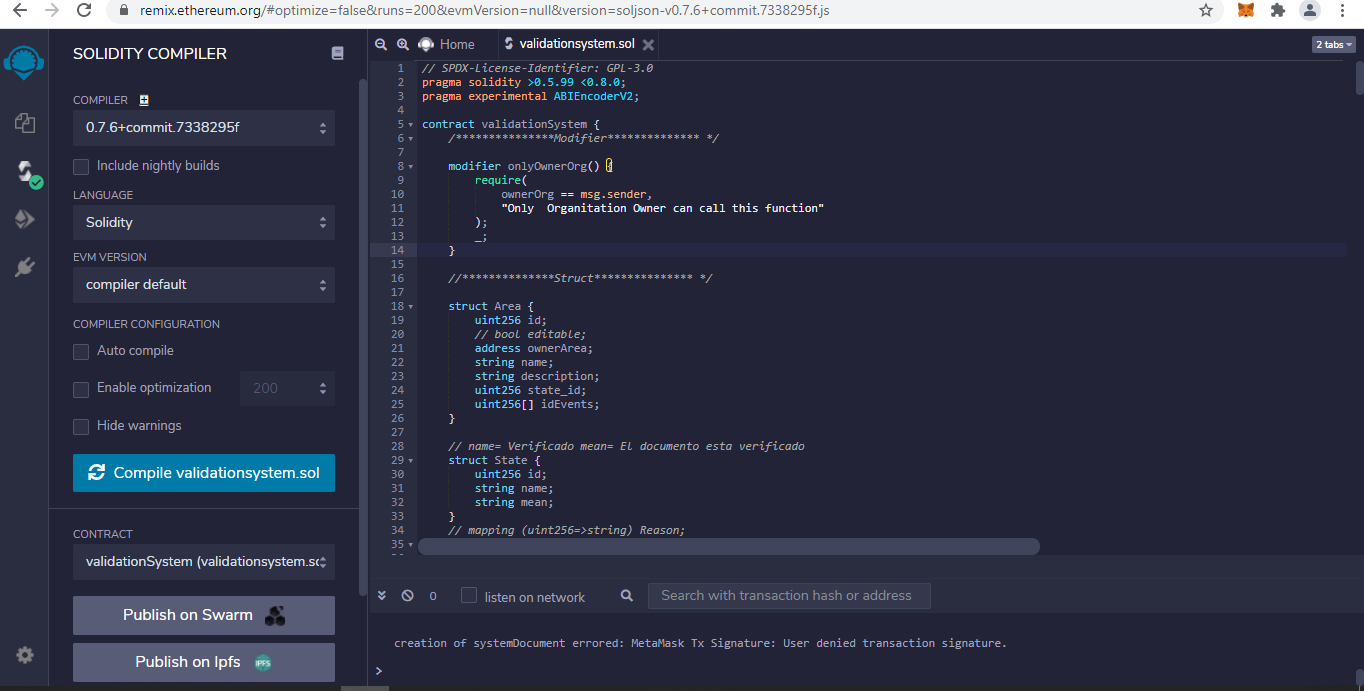 remix.ethereum.org/#optimize=false&runs=200&evmVersion=null&version=soljson-v0.7.6+commit.7338295f.js
SOLIDITY COMPILER
COMPILER
0.7.6+commit.7338295f
Include nightly builds
LANGUAGE
Solidity
EVM VERSION
compiler default
COMPILER CONFIGURATION
Auto compile
Enable optimization 200
Hide warnings
Compile validationsystem.sol
CONTRACT
validationSystem (validationsystem.sc
Publish on Swarm
Publish on Ipfs IPFS
Home validationsystem.sol 2 tabs
1 // SPDX-License-Identifier: GPL-3.0
2 pragma solidity >0.5.99 <0.8.0;
3 pragma experimental ABIEncoderV2;
4
5 contract validationSystem {
6 /***************Modifier************** */
7
8 modifier onlyOwnerOrg() {
9 require(
10 ownerOrg == msg.sender,
11 "Only  Organitation Owner can call this function"
12 );
13 _;
14 }
15
16 //**************Struct*************** */
17
18 struct Area {
19 uint256 id;
20 // bool editable;
21 address ownerArea;
22 string name;
23 string description;
24 uint256 state_id;
25 uint256[] idEvents;
26 }
27
28 // name= Verificado mean= El documento esta verificado
29 struct State {
30 uint256 id;
31 string name;
32 string mean;
33 }
34 // mapping (uint256=>string) Reason;
35
0 listen on network Search with transaction hash or address
creation of systemDocument errored: MetaMask Tx Signature: User denied transaction signature.
>